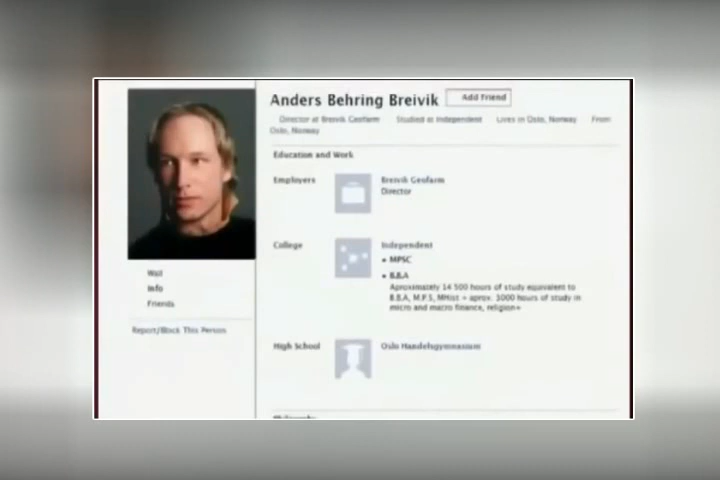 Anders Behring Breivik Add Friend
Director at Breivik Geofarm Studied at Independent Lives in Oslo, Norway From
Oslo, Norway
Education and Work
Employers Breivik Geofarm
Director
College Independent
• MPSC
• B.B.A
Aproximately 14 500 hours of study equivalent to
B.B.A, M.P.S, MHist + aprox. 3000 hours of study in
micro and macro finance, religion+
High School Oslo Handelsgymnasium
Wall
Info
Friends
Report/Block This Person